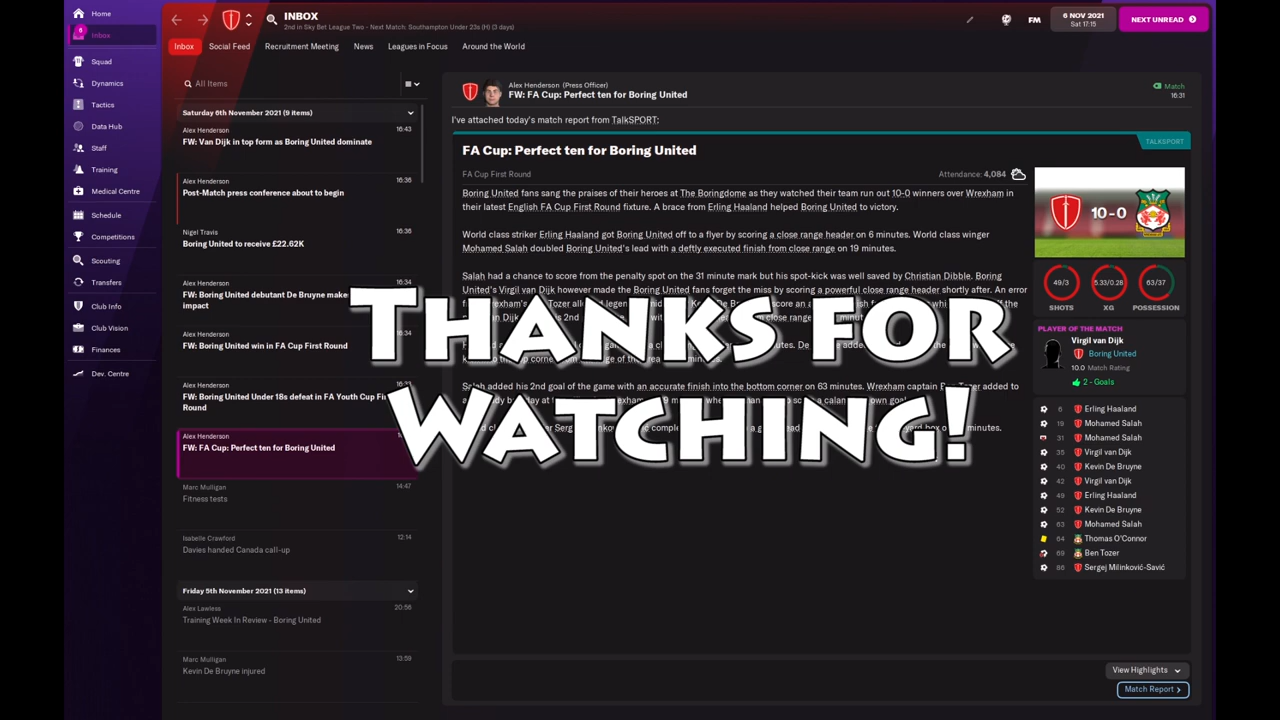 Home
INBOX
2nd in Sky Bet League Two - Next Match: Southampton Under 23s (H) (3 days)
FM
6 NOV 2021
Sat 17:15
NEXT UNREAD
6
Inbox
Squad
Dynamics
Tactics
Data Hub
Staff
Training
Medical Centre
Schedule
Competitions
Scouting
Transfers
Club Info
Club Vision
Finances
Dev. Centre
Inbox
Social Feed
Recruitment Meeting
News
Leagues in Focus
Around the World
All Items
Saturday 6th November 2021 (9 items)
Alex Henderson
16:43
FW: Van Dijk in top form as Boring United dominate
Alex Henderson
16:36
Post-Match press conference about to begin
Nigel Travis
16:36
Boring United to receive £22.62K
Alex Henderson
16:34
FW: Boring United debutant De Bruyne make
impact
Alex Henderson
16:34
FW: Boring United win in FA Cup First Round
Alex Henderson
FW: Boring United Under 18s defeat in FA Youth Cup
Round
Alex Henderson
FW: FA Cup: Perfect ten for Boring United
Marc Mulligan
14:47
Fitness tests
Isabelle Crawford
12:14
Davies handed Canada call-up
Friday 5th November 2021 (13 items)
Alex Lawless
20:56
Training Week In Review - Boring United
Marc Mulligan
13:59
Kevin De Bruyne injured
Alex Henderson (Press Officer)
FW: FA Cup: Perfect ten for Boring United
Match
16:31
I've attached today's match report from TalkSPORT:
TALKSPORT
FA Cup: Perfect ten for Boring United
FA Cup First Round
Attendance: 4,084
Boring United fans sang the praises of their heroes at The Boringdome as they watched their team run out 10-0 winners over Wrexham in
their latest English FA Cup First Round fixture. A brace from Erling Haaland helped Boring United to victory.
World class striker Erling Haaland got Boring United off to a flyer by scoring a close range header on 6 minutes. World class winger
Mohamed Salah doubled Boring United's lead with a deftly executed finish from close range on 19 minutes.
Salah had a chance to score from the penalty spot on the 31 minute mark but his spot-kick was well saved by Christian Dibble. Boring
United's Virgil van Dijk however made the Boring United fans forget the miss by scoring a powerful close range header shortly after. An error
THANKS FOR
WATCHING!
Salah added his 2nd goal of the game with an accurate finish into the bottom corner on 63 minutes. Wrexham captain Ben Tozer added to
own goal
minutes.
10-0
49/3
5.33/0.28
63/37
SHOTS
XG
POSSESSION
PLAYER OF THE MATCH
Virgil van Dijk
Boring United
10.0 Match Rating
2 - Goals
6 Erling Haaland
19 Mohamed Salah
31 Mohamed Salah
35 Virgil van Dijk
40 Kevin De Bruyne
42 Virgil van Dijk
49 Erling Haaland
52 Kevin De Bruyne
63 Mohamed Salah
64 Thomas O'Connor
69 Ben Tozer
86 Sergej Milinković-Savić
View Highlights
Match Report